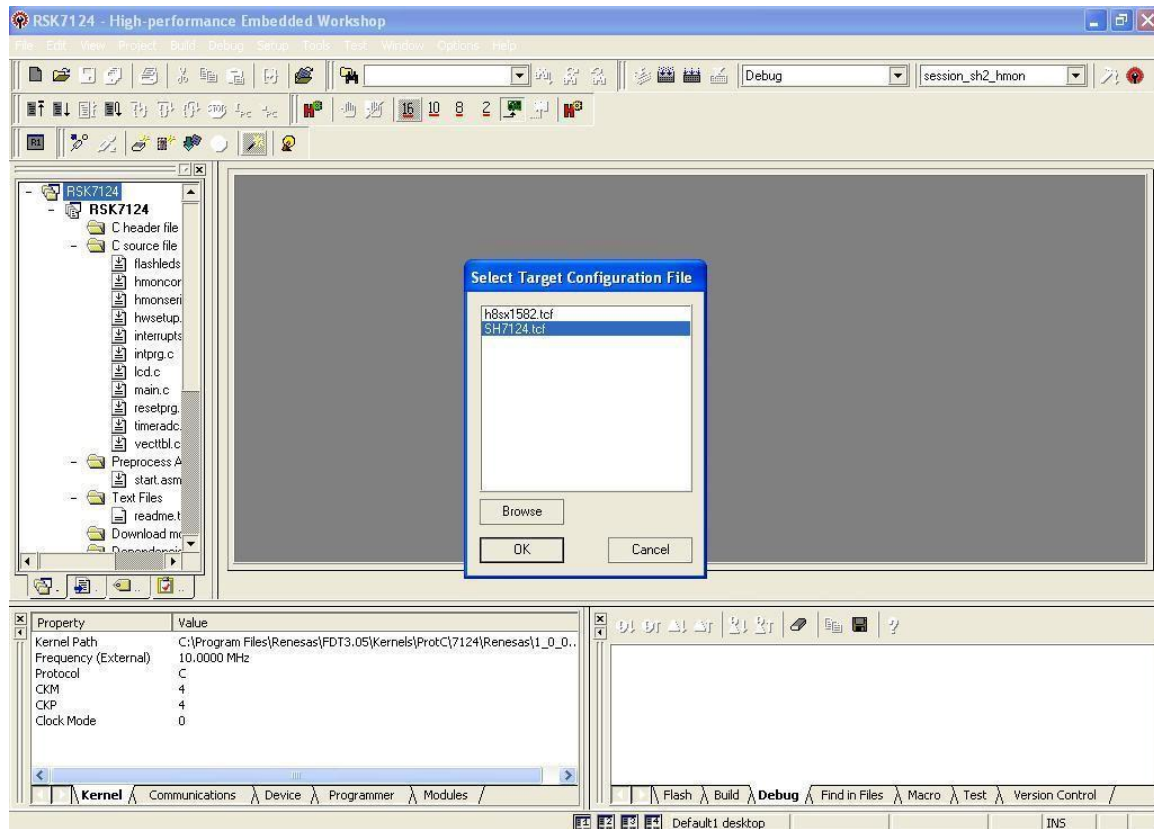 RSK7124 - High-performance Embedded Workshop
File Edit View Project Build Debug Setup Tools Test Window Options Help
Debug
session_sh2_hmon
16 10 8 2
R1
RSK7124
RSK7124
C header file
C source file
flashleds
hmoncor
hmonseri
hwsetup.
interrupts
intprg.c
lcd.c
main.c
resetprg.
timeradc.
vecttbl.c
Preprocess A
start.asm
Text Files
readme.t
Download mo
Dependencie
Select Target Configuration File
h8sx1582.tcf
SH7124.tcf
Browse
OK
Cancel
Property Value
Kernel Path C:\Program Files\Renesas\FDT3.05\Kernels\ProtC\7124\Renesas\1_0_0..
Frequency (External) 10.0000 MHz
Protocol C
CKM 4
CKP 4
Clock Mode 0
Kernel Communications Device Programmer Modules
Flash Build Debug Find in Files Macro Test Version Control
Default1 desktop
INS